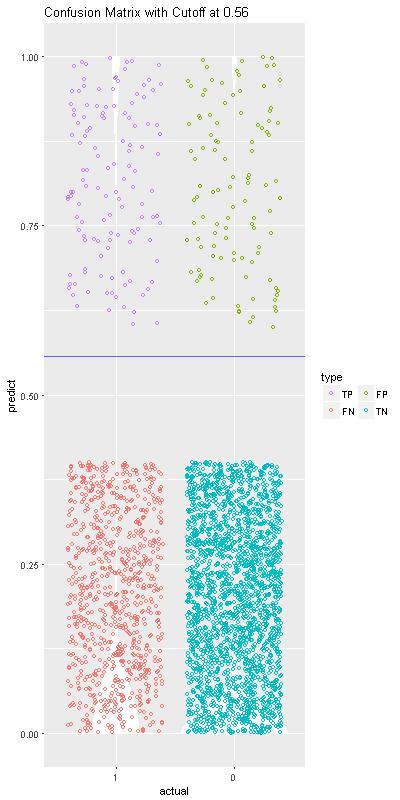 Confusion Matrix with Cutoff at 0.56
1.00
0.75
0.50
0.25
0.00
predict
1 0
actual
type
TP FP
FN TN